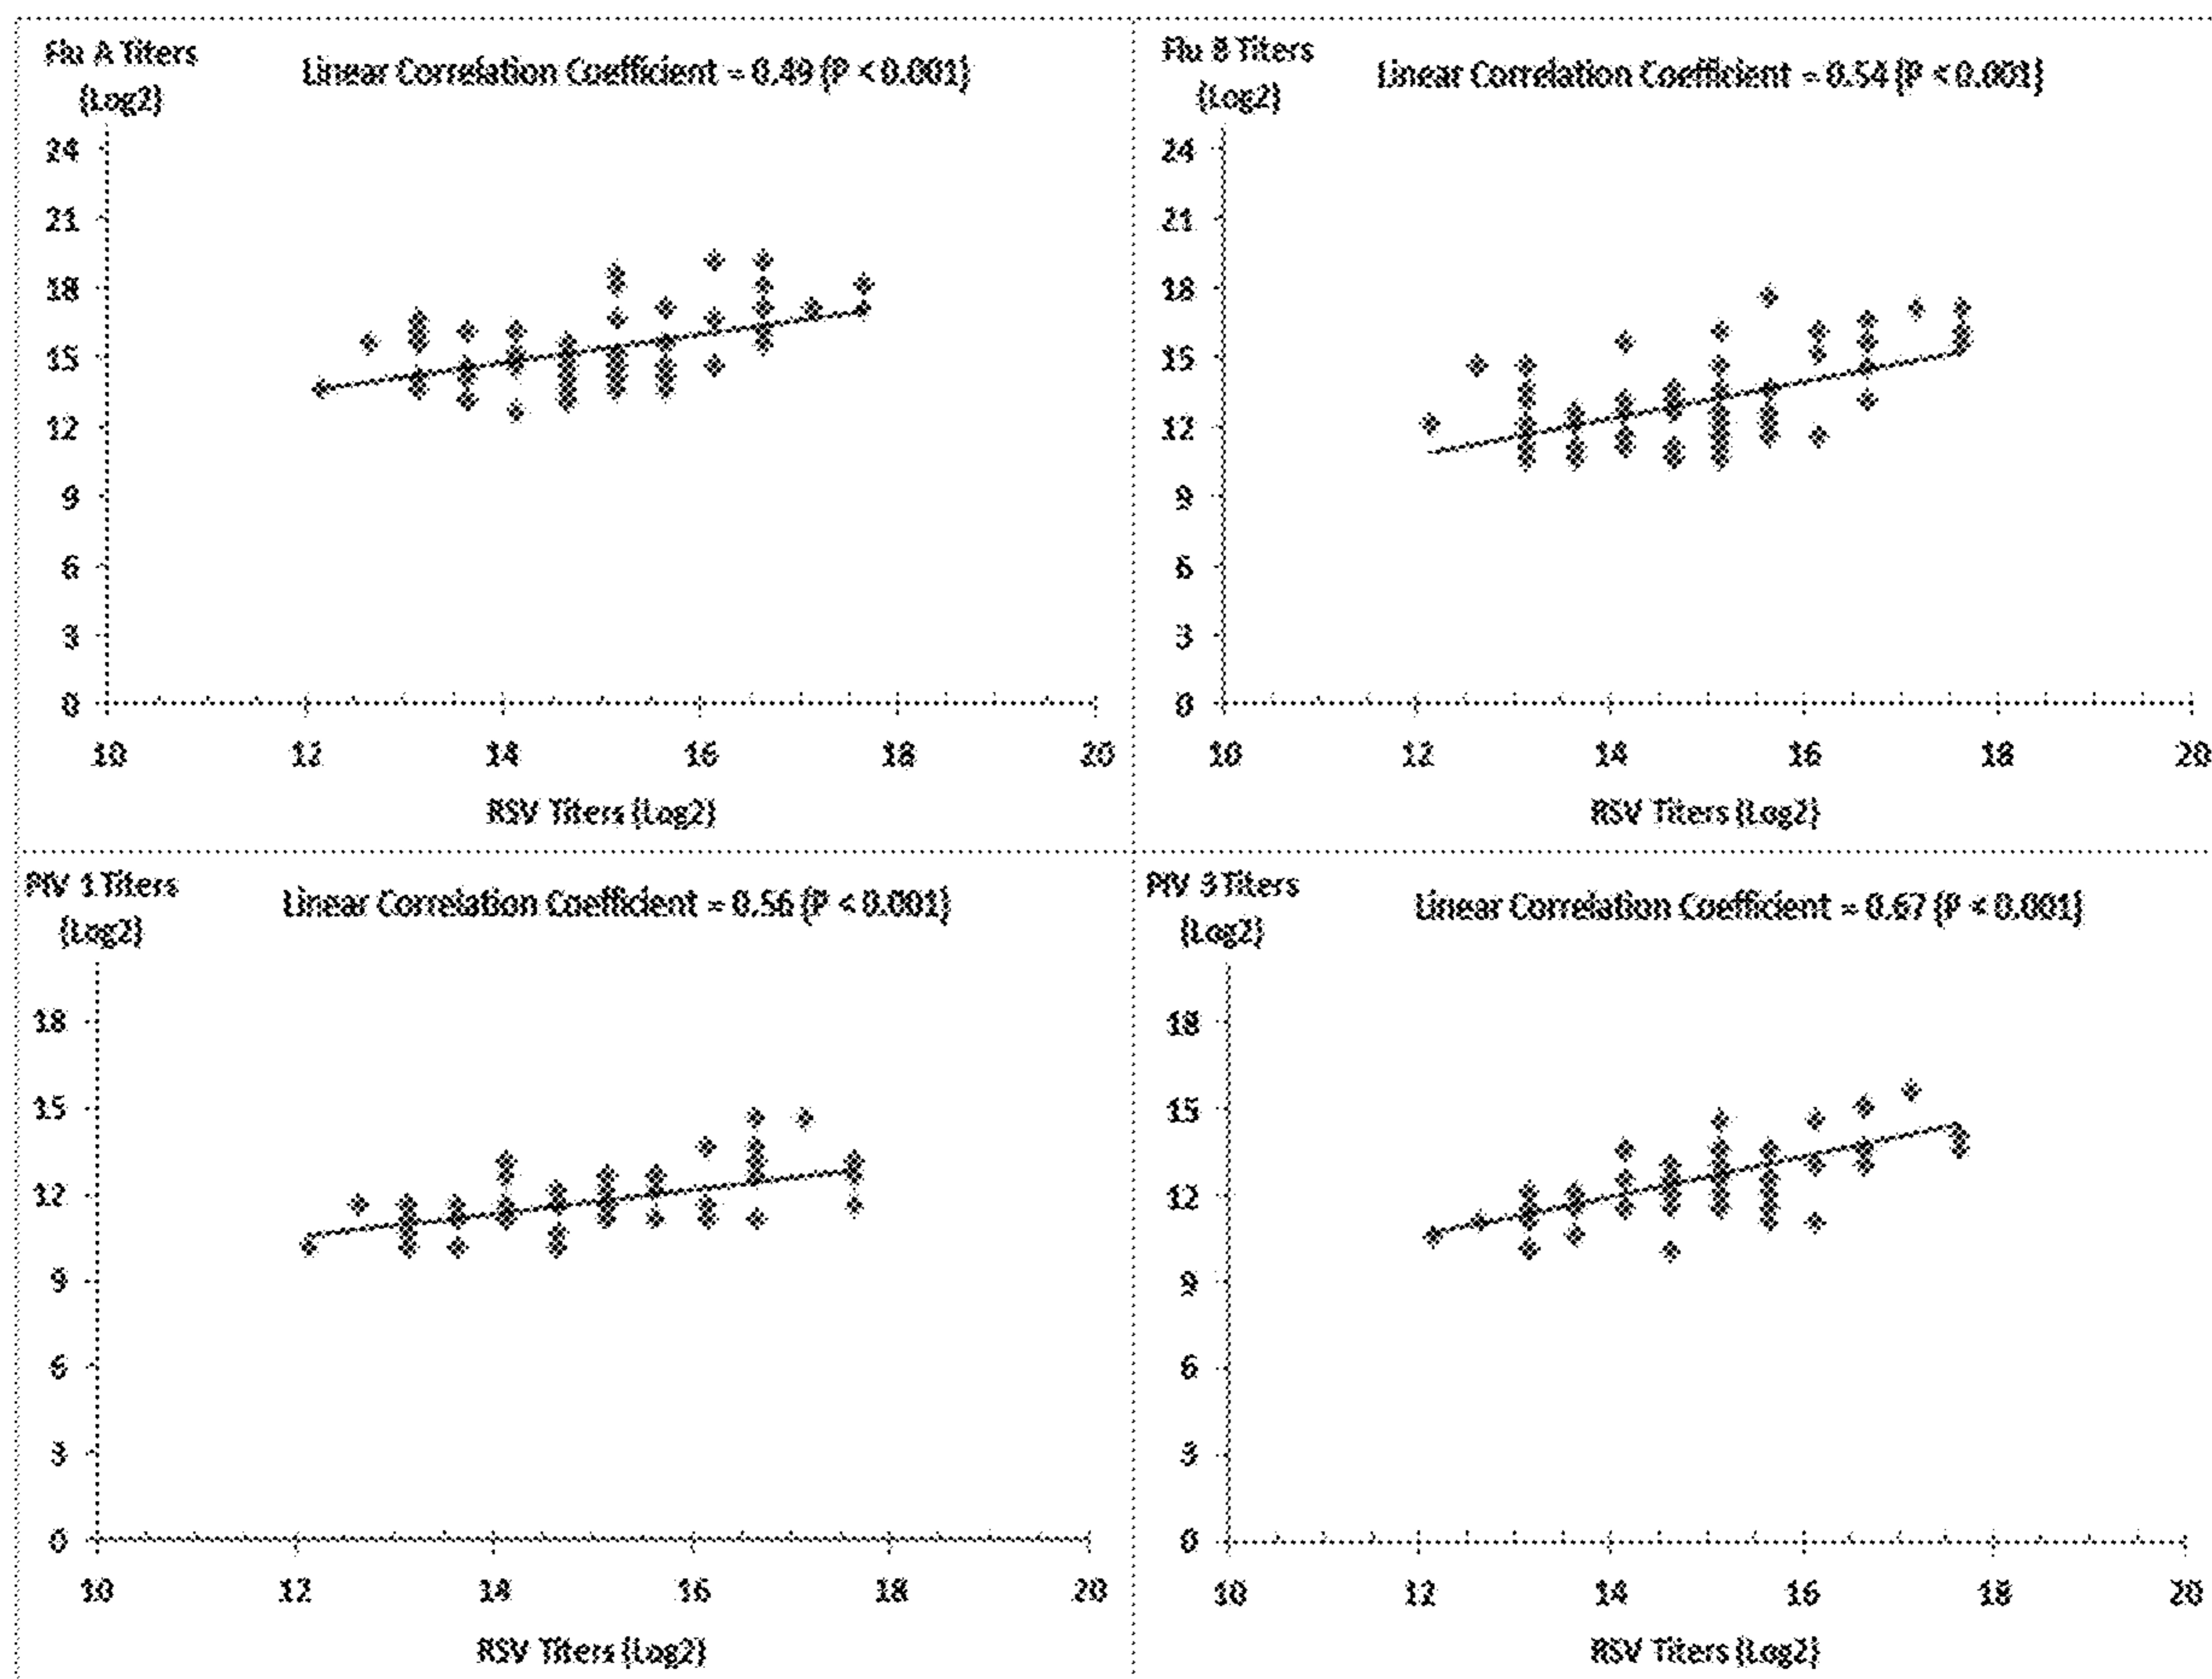 Flu A Titers
(Log2)
Linear Correlation Coefficient = 0.49 (P < 0.001)
24
21
18
15
12
9
6
3
0
10 12 14 16 18 20
RSV Titers (Log2)
Flu B Titers
(Log2)
Linear Correlation Coefficient = 0.54 (P < 0.001)
24
21
18
15
12
9
6
3
0
10 12 14 16 18 20
RSV Titers (Log2)
PIV 1 Titers
(Log2)
Linear Correlation Coefficient = 0.56 (P < 0.001)
18
15
12
9
6
3
0
10 12 14 16 18 20
RSV Titers (Log2)
PIV 3 Titers
(Log2)
Linear Correlation Coefficient = 0.67 (P < 0.001)
18
15
12
9
6
3
0
10 12 14 16 18 20
RSV Titers (Log2)